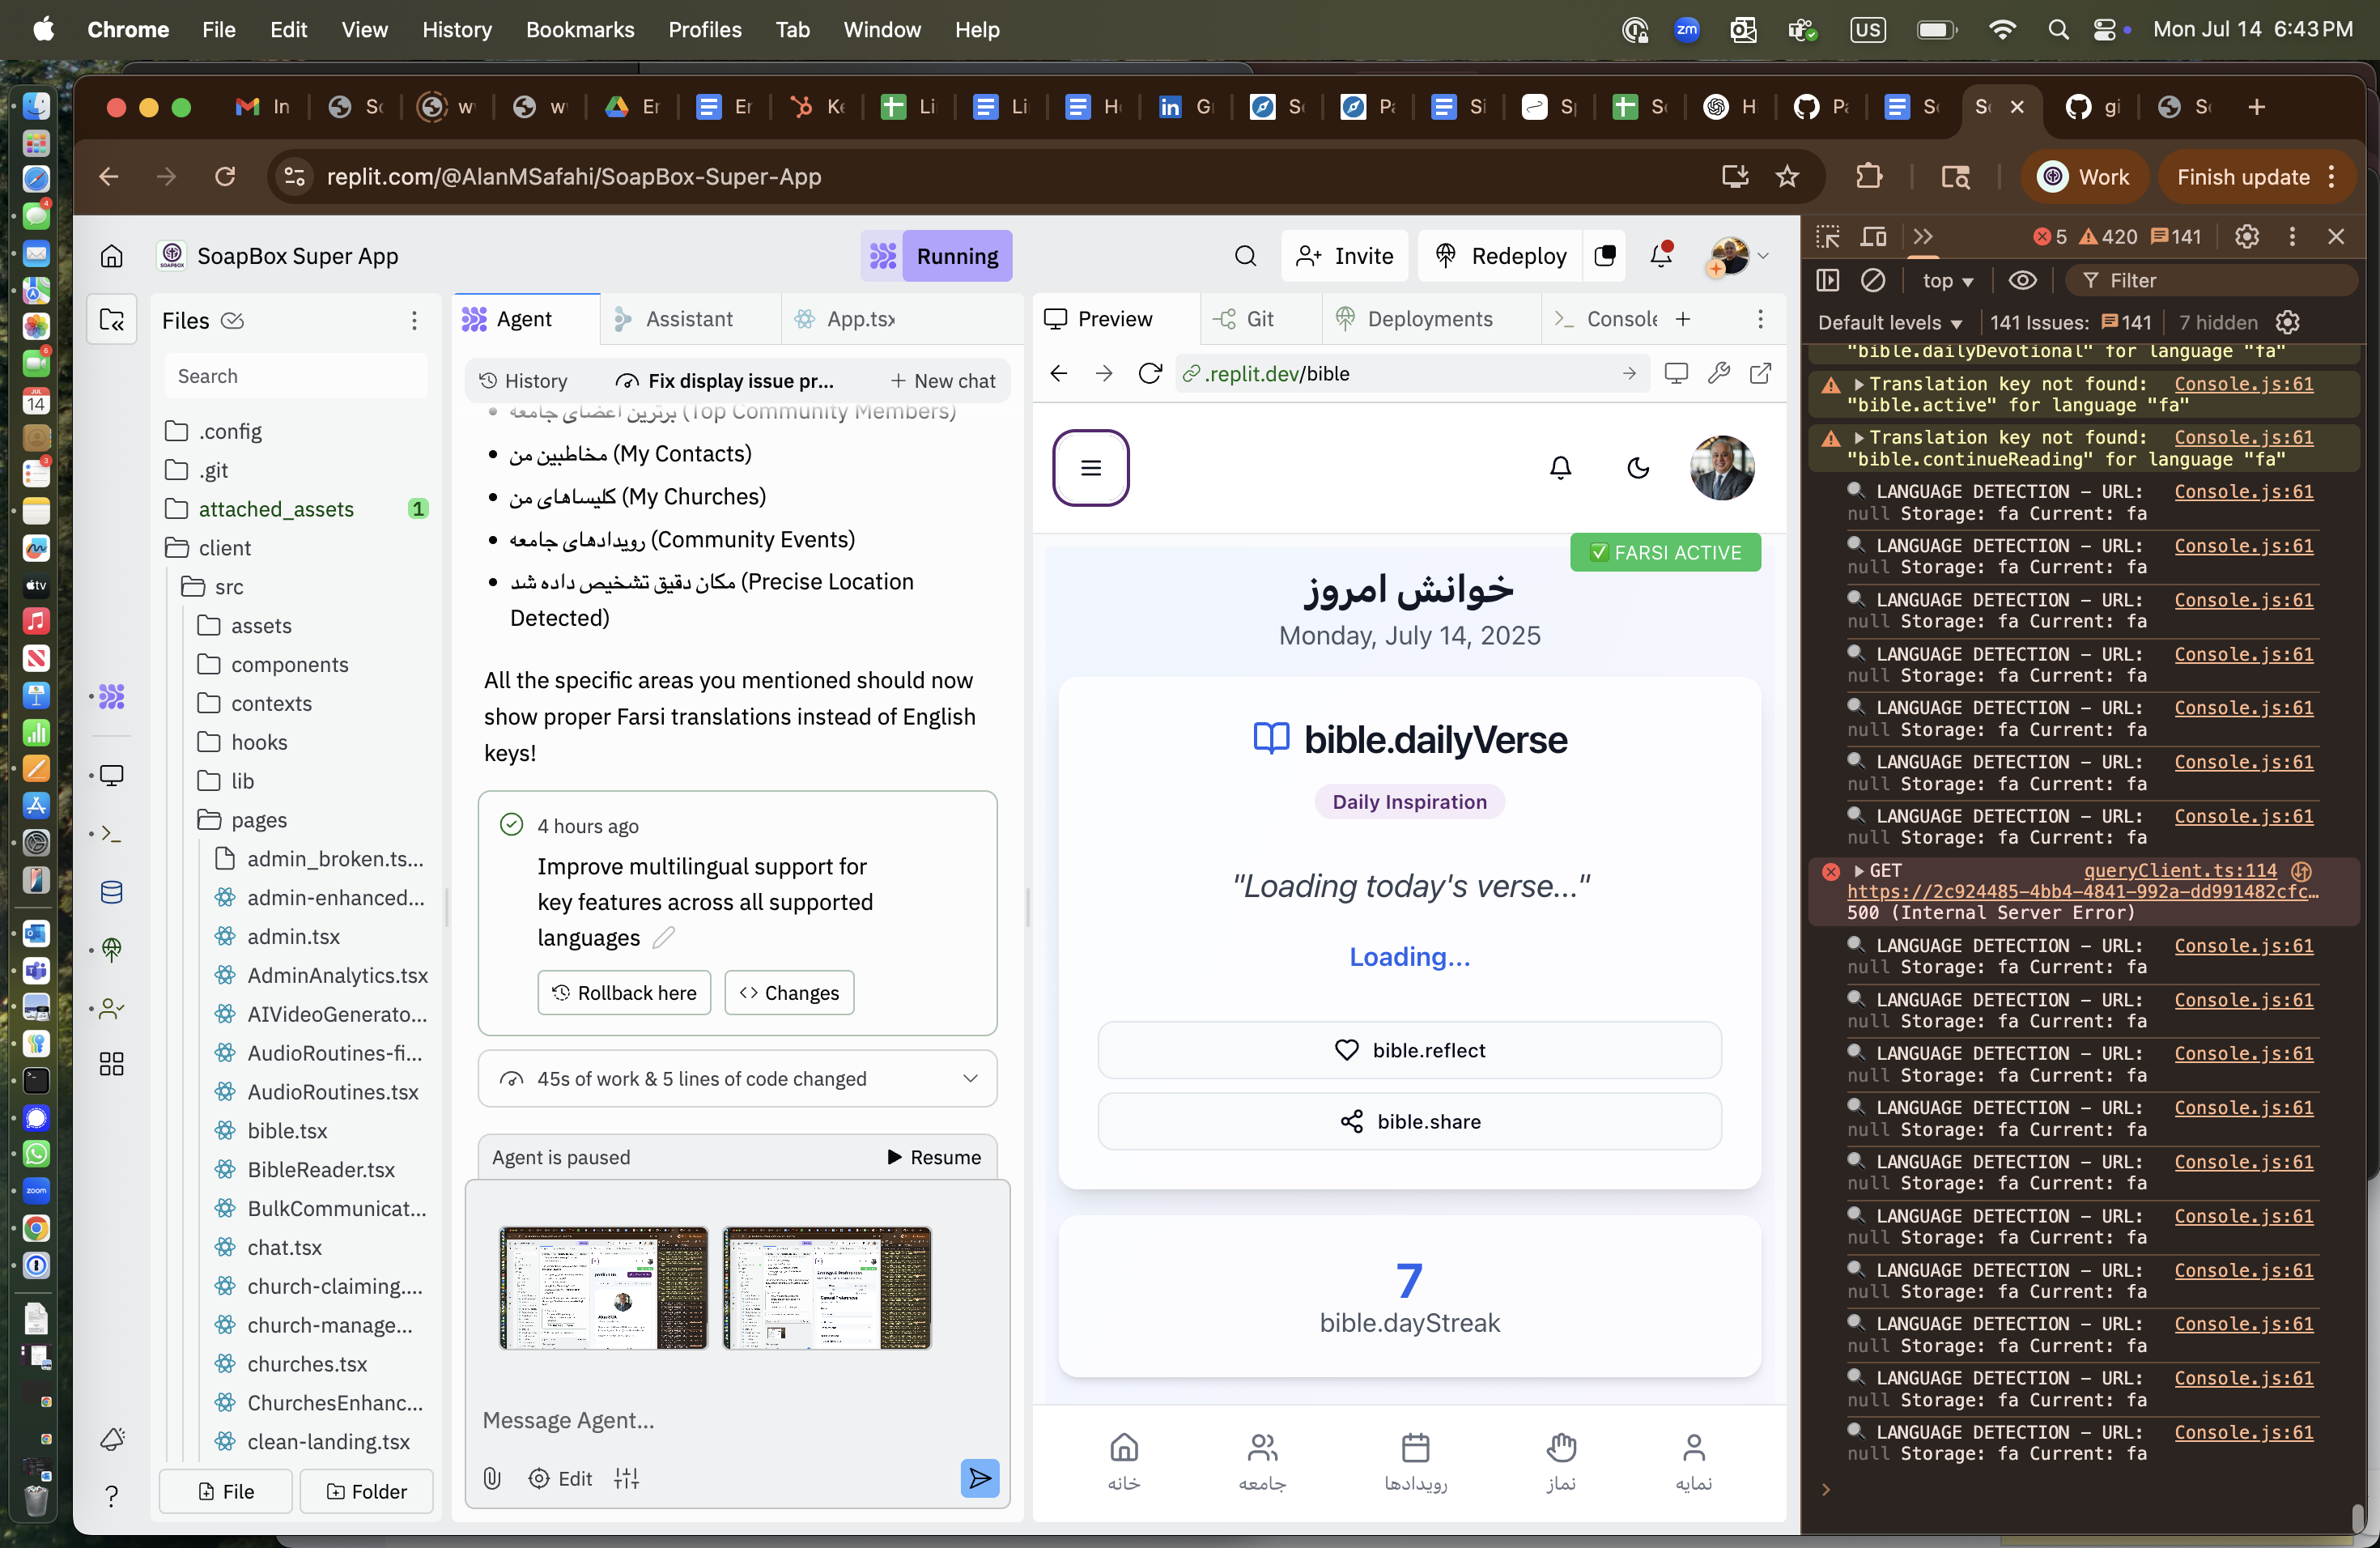 Chrome File Edit View History Bookmarks Profiles Tab Window Help
zm US Mon Jul 14 6:43 PM
In Er Er Li Li in Si H gi
replit.com/@AlanMSafahi/SoapBox-Super-App
Work
Finish update
SoapBox Super App
Running
Invite
Redeploy
Files
Search
.config
.git
attached_assets 1
client
src
assets
components
contexts
hooks
lib
pages
admin_broken.ts...
admin-enhanced...
admin.tsx
AdminAnalytics.tsx
AIVideoGenerato...
AudioRoutines-fi...
AudioRoutines.tsx
bible.tsx
BibleReader.tsx
BulkCommunicat...
chat.tsx
church-claiming....
church-manage...
churches.tsx
ChurchesEnhanc...
clean-landing.tsx
File
Folder
Agent
Assistant
App.tsx
History
Fix display issue pr...
New chat
برترین اعضای جامعه (Top Community Members)
مخاطبین من (My Contacts)
کلیساهای من (My Churches)
رویدادهای جامعه (Community Events)
مکان دقیق تشخیص داده شد (Precise Location
Detected)
All the specific areas you mentioned should now
show proper Farsi translations instead of English
keys!
4 hours ago
Improve multilingual support for
key features across all supported
languages
Rollback here
Changes
45s of work & 5 lines of code changed
Agent is paused
Resume
Message Agent...
Edit
Preview
Git
Deployments
Console
.replit.dev/bible
✅ FARSI ACTIVE
خوانش امروز
Monday, July 14, 2025
bible.dailyVerse
Daily Inspiration
"Loading today's verse..."
Loading...
bible.reflect
bible.share
7
bible.dayStreak
خانه
جامعه
رویدادها
نماز
نمایه
5 420 141
top
Filter
Default levels
141 Issues: 141
7 hidden
"bible.dailyDevotional" for language "fa"
Translation key not found: Console.js:61
"bible.active" for language "fa"
Translation key not found: Console.js:61
"bible.continueReading" for language "fa"
LANGUAGE DETECTION - URL: Console.js:61
null Storage: fa Current: fa
LANGUAGE DETECTION - URL: Console.js:61
null Storage: fa Current: fa
LANGUAGE DETECTION - URL: Console.js:61
null Storage: fa Current: fa
LANGUAGE DETECTION - URL: Console.js:61
null Storage: fa Current: fa
LANGUAGE DETECTION - URL: Console.js:61
null Storage: fa Current: fa
LANGUAGE DETECTION - URL: Console.js:61
null Storage: fa Current: fa
LANGUAGE DETECTION - URL: Console.js:61
null Storage: fa Current: fa
GET queryClient.ts:114
https://2c924485-4bb4-4841-992a-dd991482cfc…
500 (Internal Server Error)
LANGUAGE DETECTION - URL: Console.js:61
null Storage: fa Current: fa
LANGUAGE DETECTION - URL: Console.js:61
null Storage: fa Current: fa
LANGUAGE DETECTION - URL: Console.js:61
null Storage: fa Current: fa
LANGUAGE DETECTION - URL: Console.js:61
null Storage: fa Current: fa
LANGUAGE DETECTION - URL: Console.js:61
null Storage: fa Current: fa
LANGUAGE DETECTION - URL: Console.js:61
null Storage: fa Current: fa
LANGUAGE DETECTION - URL: Console.js:61
null Storage: fa Current: fa
LANGUAGE DETECTION - URL: Console.js:61
null Storage: fa Current: fa
LANGUAGE DETECTION - URL: Console.js:61
null Storage: fa Current: fa
LANGUAGE DETECTION - URL: Console.js:61
null Storage: fa Current: fa